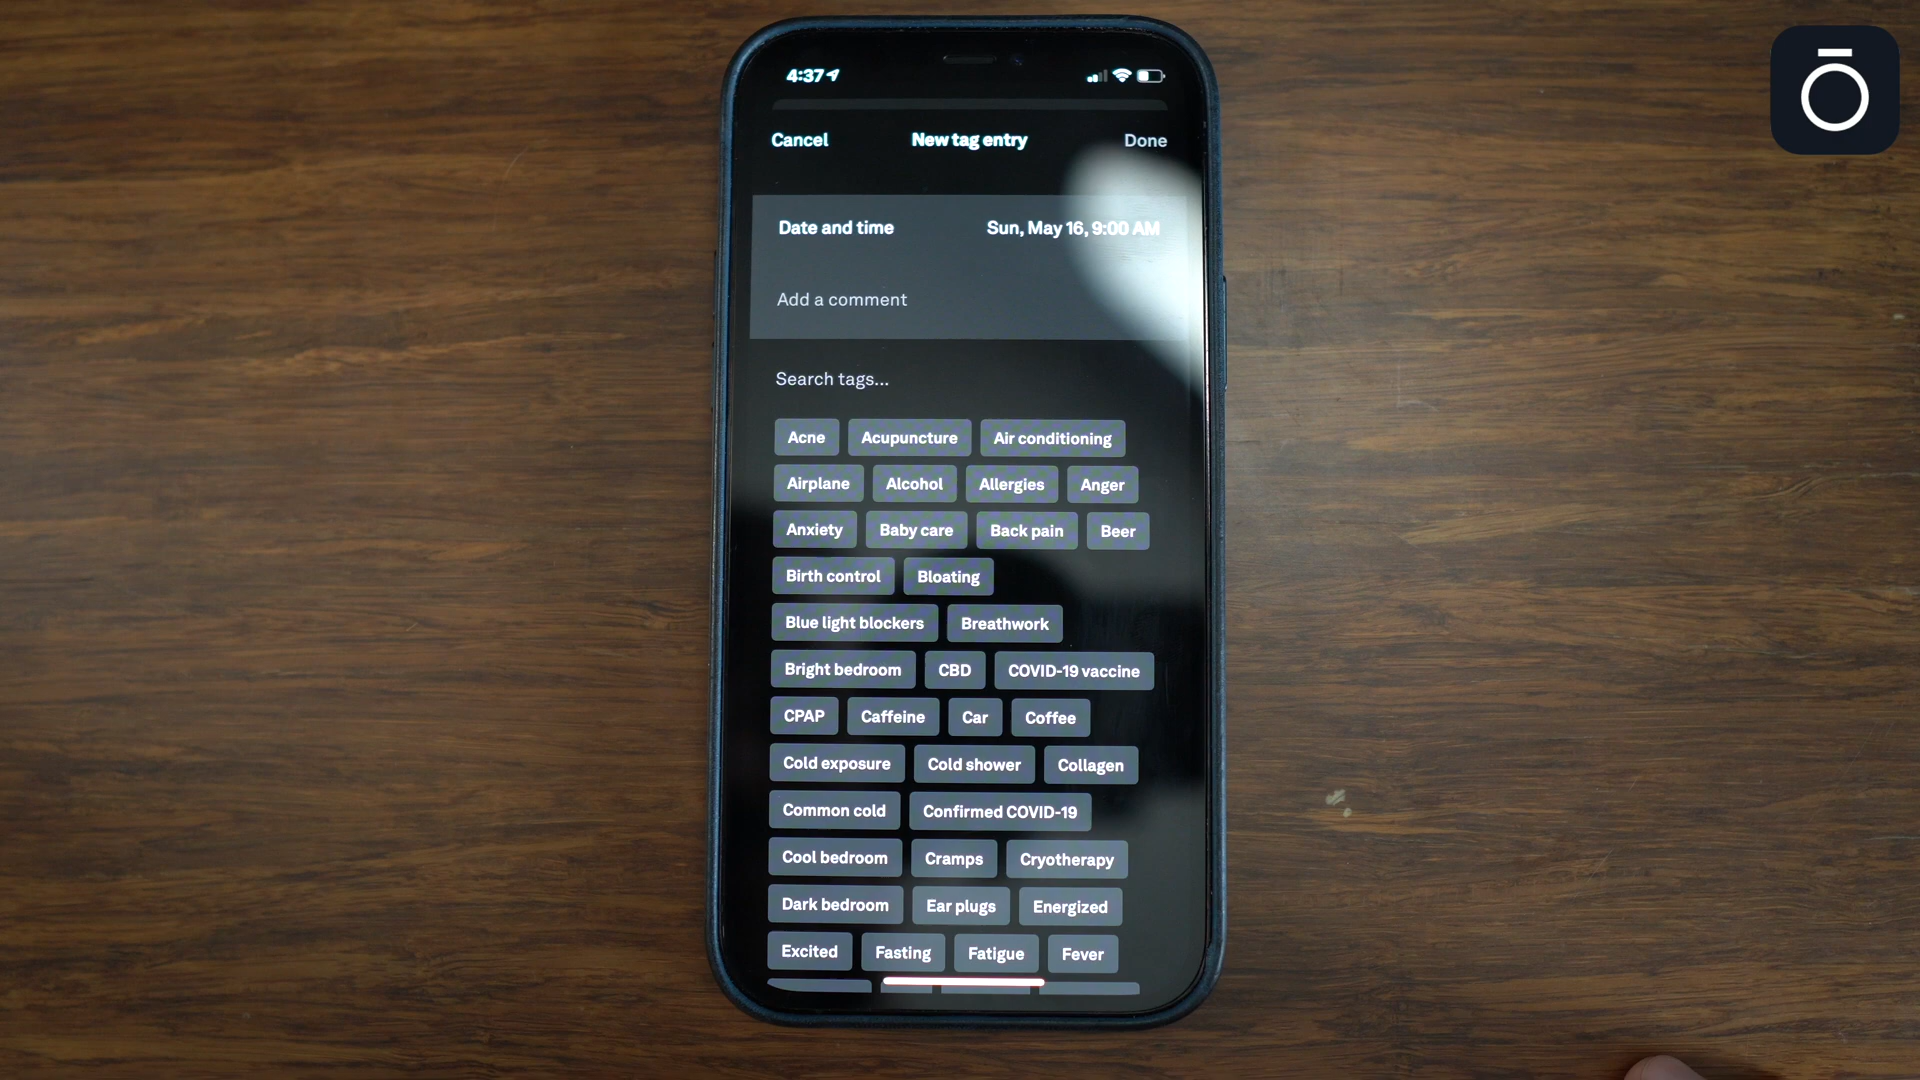 4:37
Cancel New tag entry Done
Date and time Sun, May 16, 9:00 AM
Add a comment
Search tags...
Acne Acupuncture Air conditioning
Airplane Alcohol Allergies Anger
Anxiety Baby care Back pain Beer
Birth control Bloating
Blue light blockers Breathwork
Bright bedroom CBD COVID-19 vaccine
CPAP Caffeine Car Coffee
Cold exposure Cold shower Collagen
Common cold Confirmed COVID-19
Cool bedroom Cramps Cryotherapy
Dark bedroom Ear plugs Energized
Excited Fasting Fatigue Fever